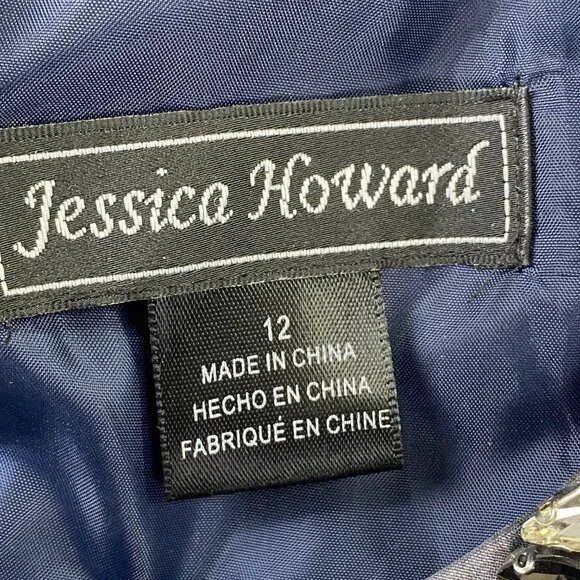 Jessica Howard
12
MADE IN CHINA
HECHO EN CHINA
FABRIQUÉ EN CHINE